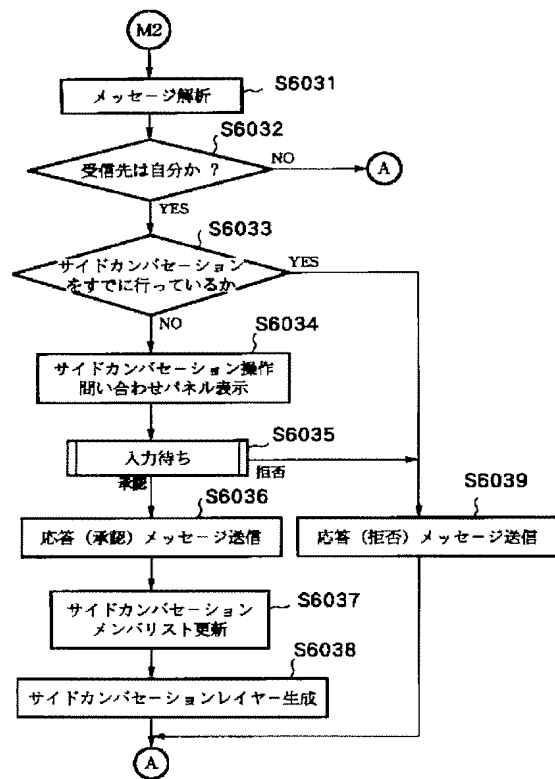 M2
S6031
メッセージ解析
S6032
受信先は自分か ?
NO
A
YES
S6033
サイドカンバセーション
をすでに行っているか
YES
NO
S6034
サイドカンバセーション操作
問い合わせパネル表示
S6035
入力待ち
承認
拒否
S6036
応答(承認)メッセージ送信
S6039
応答(拒否)メッセージ送信
S6037
サイドカンバセーション
メンバリスト更新
S6038
サイドカンバセーションレイヤー生成
A